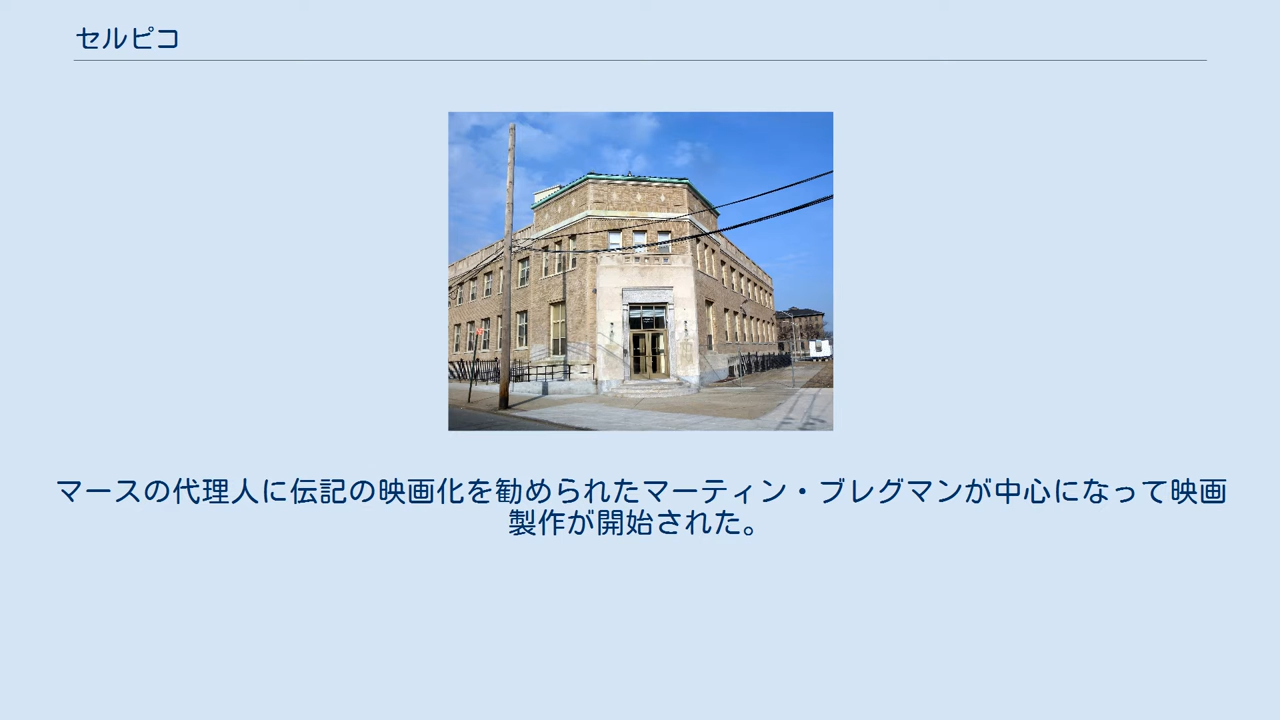 セルピコ
マースの代理人に伝記の映画化を勧められたマーティン・ブレグマンが中心になって映画
製作が開始された。